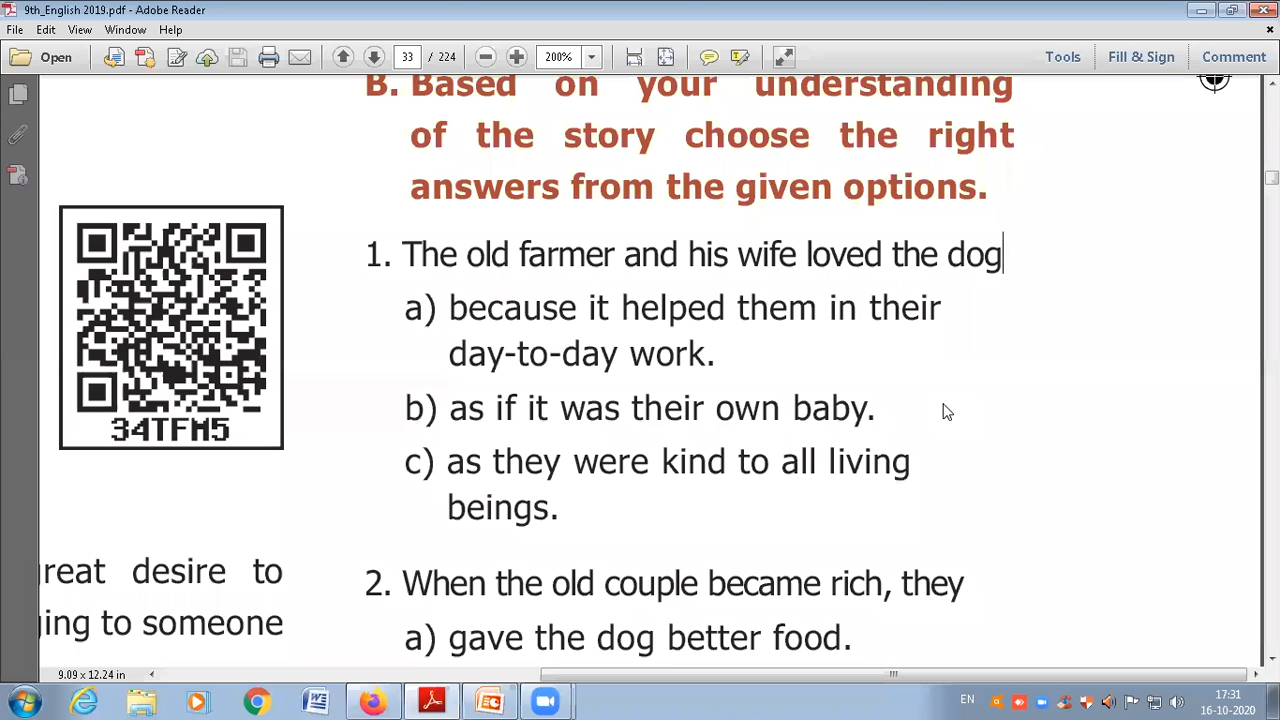 9th_English 2019.pdf - Adobe Reader
File Edit View Window Help
Open 33 / 224 200% Tools Fill & Sign Comment
B. Based on your understanding
of the story choose the right
answers from the given options.
34TFM5
1. The old farmer and his wife loved the dog
a) because it helped them in their
day-to-day work.
b) as if it was their own baby.
c) as they were kind to all living
beings.
great desire to
ging to someone
2. When the old couple became rich, they
a) gave the dog better food.
9.09 x 12.24 in
EN
17:31
16-10-2020